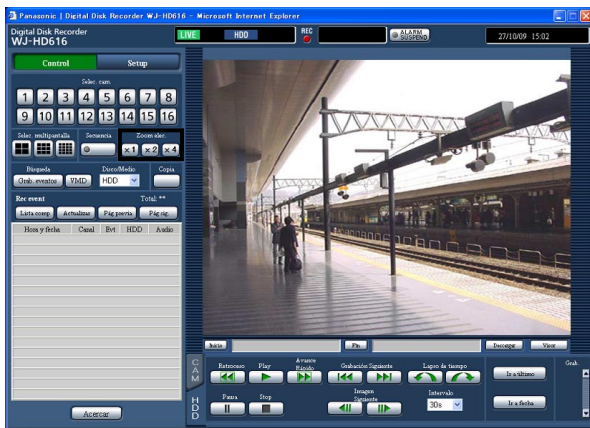 Panasonic | Digital Disk Recorder WJ-HD616 - Microsoft Internet Explorer
Digital Disk Recorder
WJ-HD616
LIVE HDD REC ALARM SUSPEND 27/10/09 15:02
Control Setup
Selec. cam.
1 2 3 4 5 6 7 8
9 10 11 12 13 14 15 16
Selec. multipantalla Secuencia Zoom elec.
x1 x2 x4
Búsqueda Disco/Medio Copia
Grab. eventos VMD HDD
Rec event Total: **
Lista comp Actualizar Pág previa Pág sig.
Hora y fecha Canal Evt HDD Audio
Inicio Fin Descargar Visor
CAM
Retroceso Play Avance Rápido Grabación Siguiente Lapso de tiempo Grab.
Ir a último
HDD
Pausa Stop Imagen Siguiente Intervalo
30s
Ir a fecha
Acercar